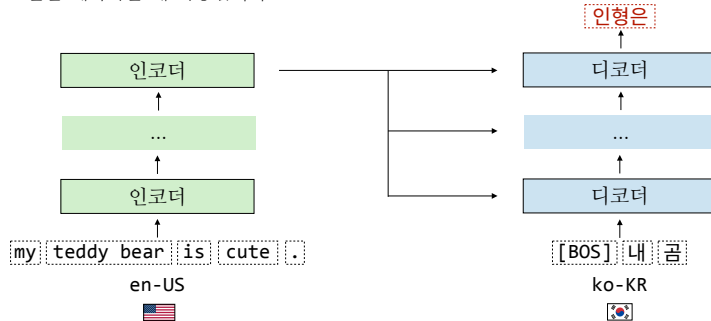 인형은
인코더
디코더
...
...
인코더
디코더
my teddy bear is cute .
[BOS] 내 곰
en-US
ko-KR